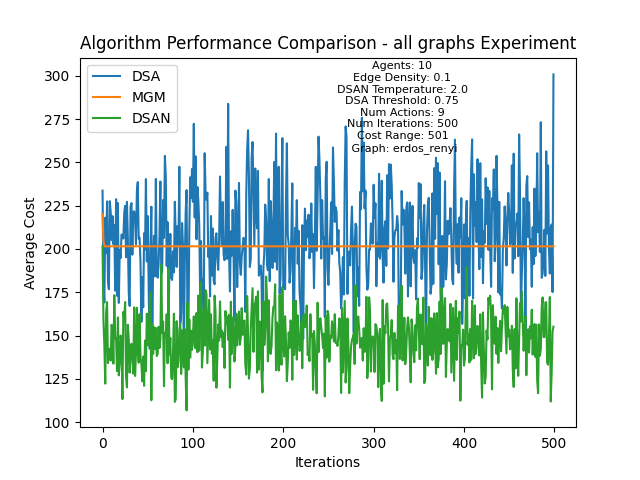 Algorithm Performance Comparison - all graphs Experiment
DSA
MGM
DSAN
Agents: 10
Edge Density: 0.1
DSAN Temperature: 2.0
DSA Threshold: 0.75
Num Actions: 9
Num Iterations: 500
Cost Range: 501
Graph: erdos_renyi
Average Cost
300
275
250
225
200
175
150
125
100
0
100
200
300
400
500
Iterations